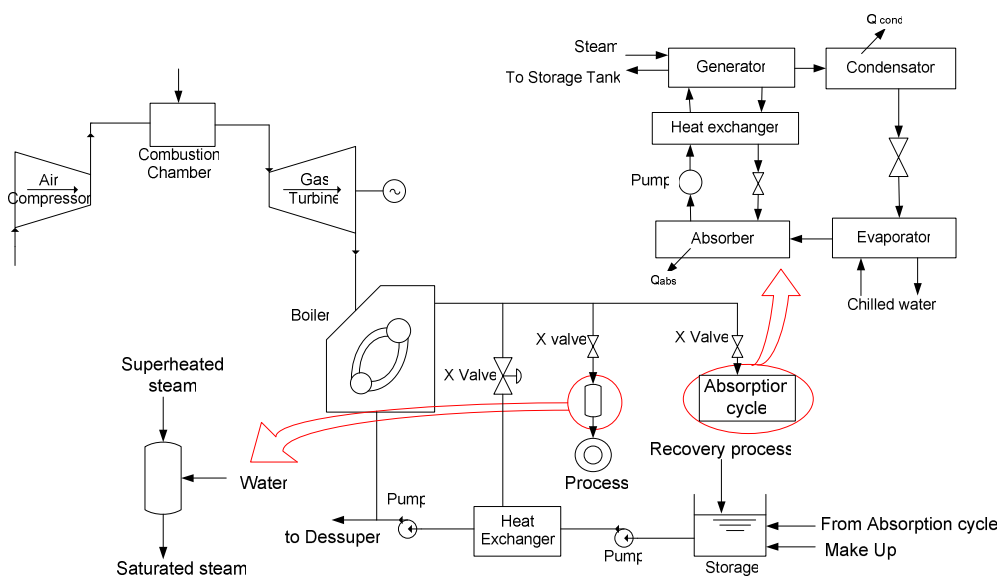 Q cond
Steam
To Storage Tank
Generator
Condensator
Heat exchanger
Combustion
Chamber
Air
Compressor
Gas
Turbine
~
Pump
Absorber
Evaporator
Qabs
Chilled water
Boiler
X valve
X Valve
X Valve
Superheated
steam
Absorption
cycle
Recovery process
Water
Process
Pump
to Dessuper
Heat
Exchanger
Pump
From Absorption cycle
Make Up
Storage
Saturated steam